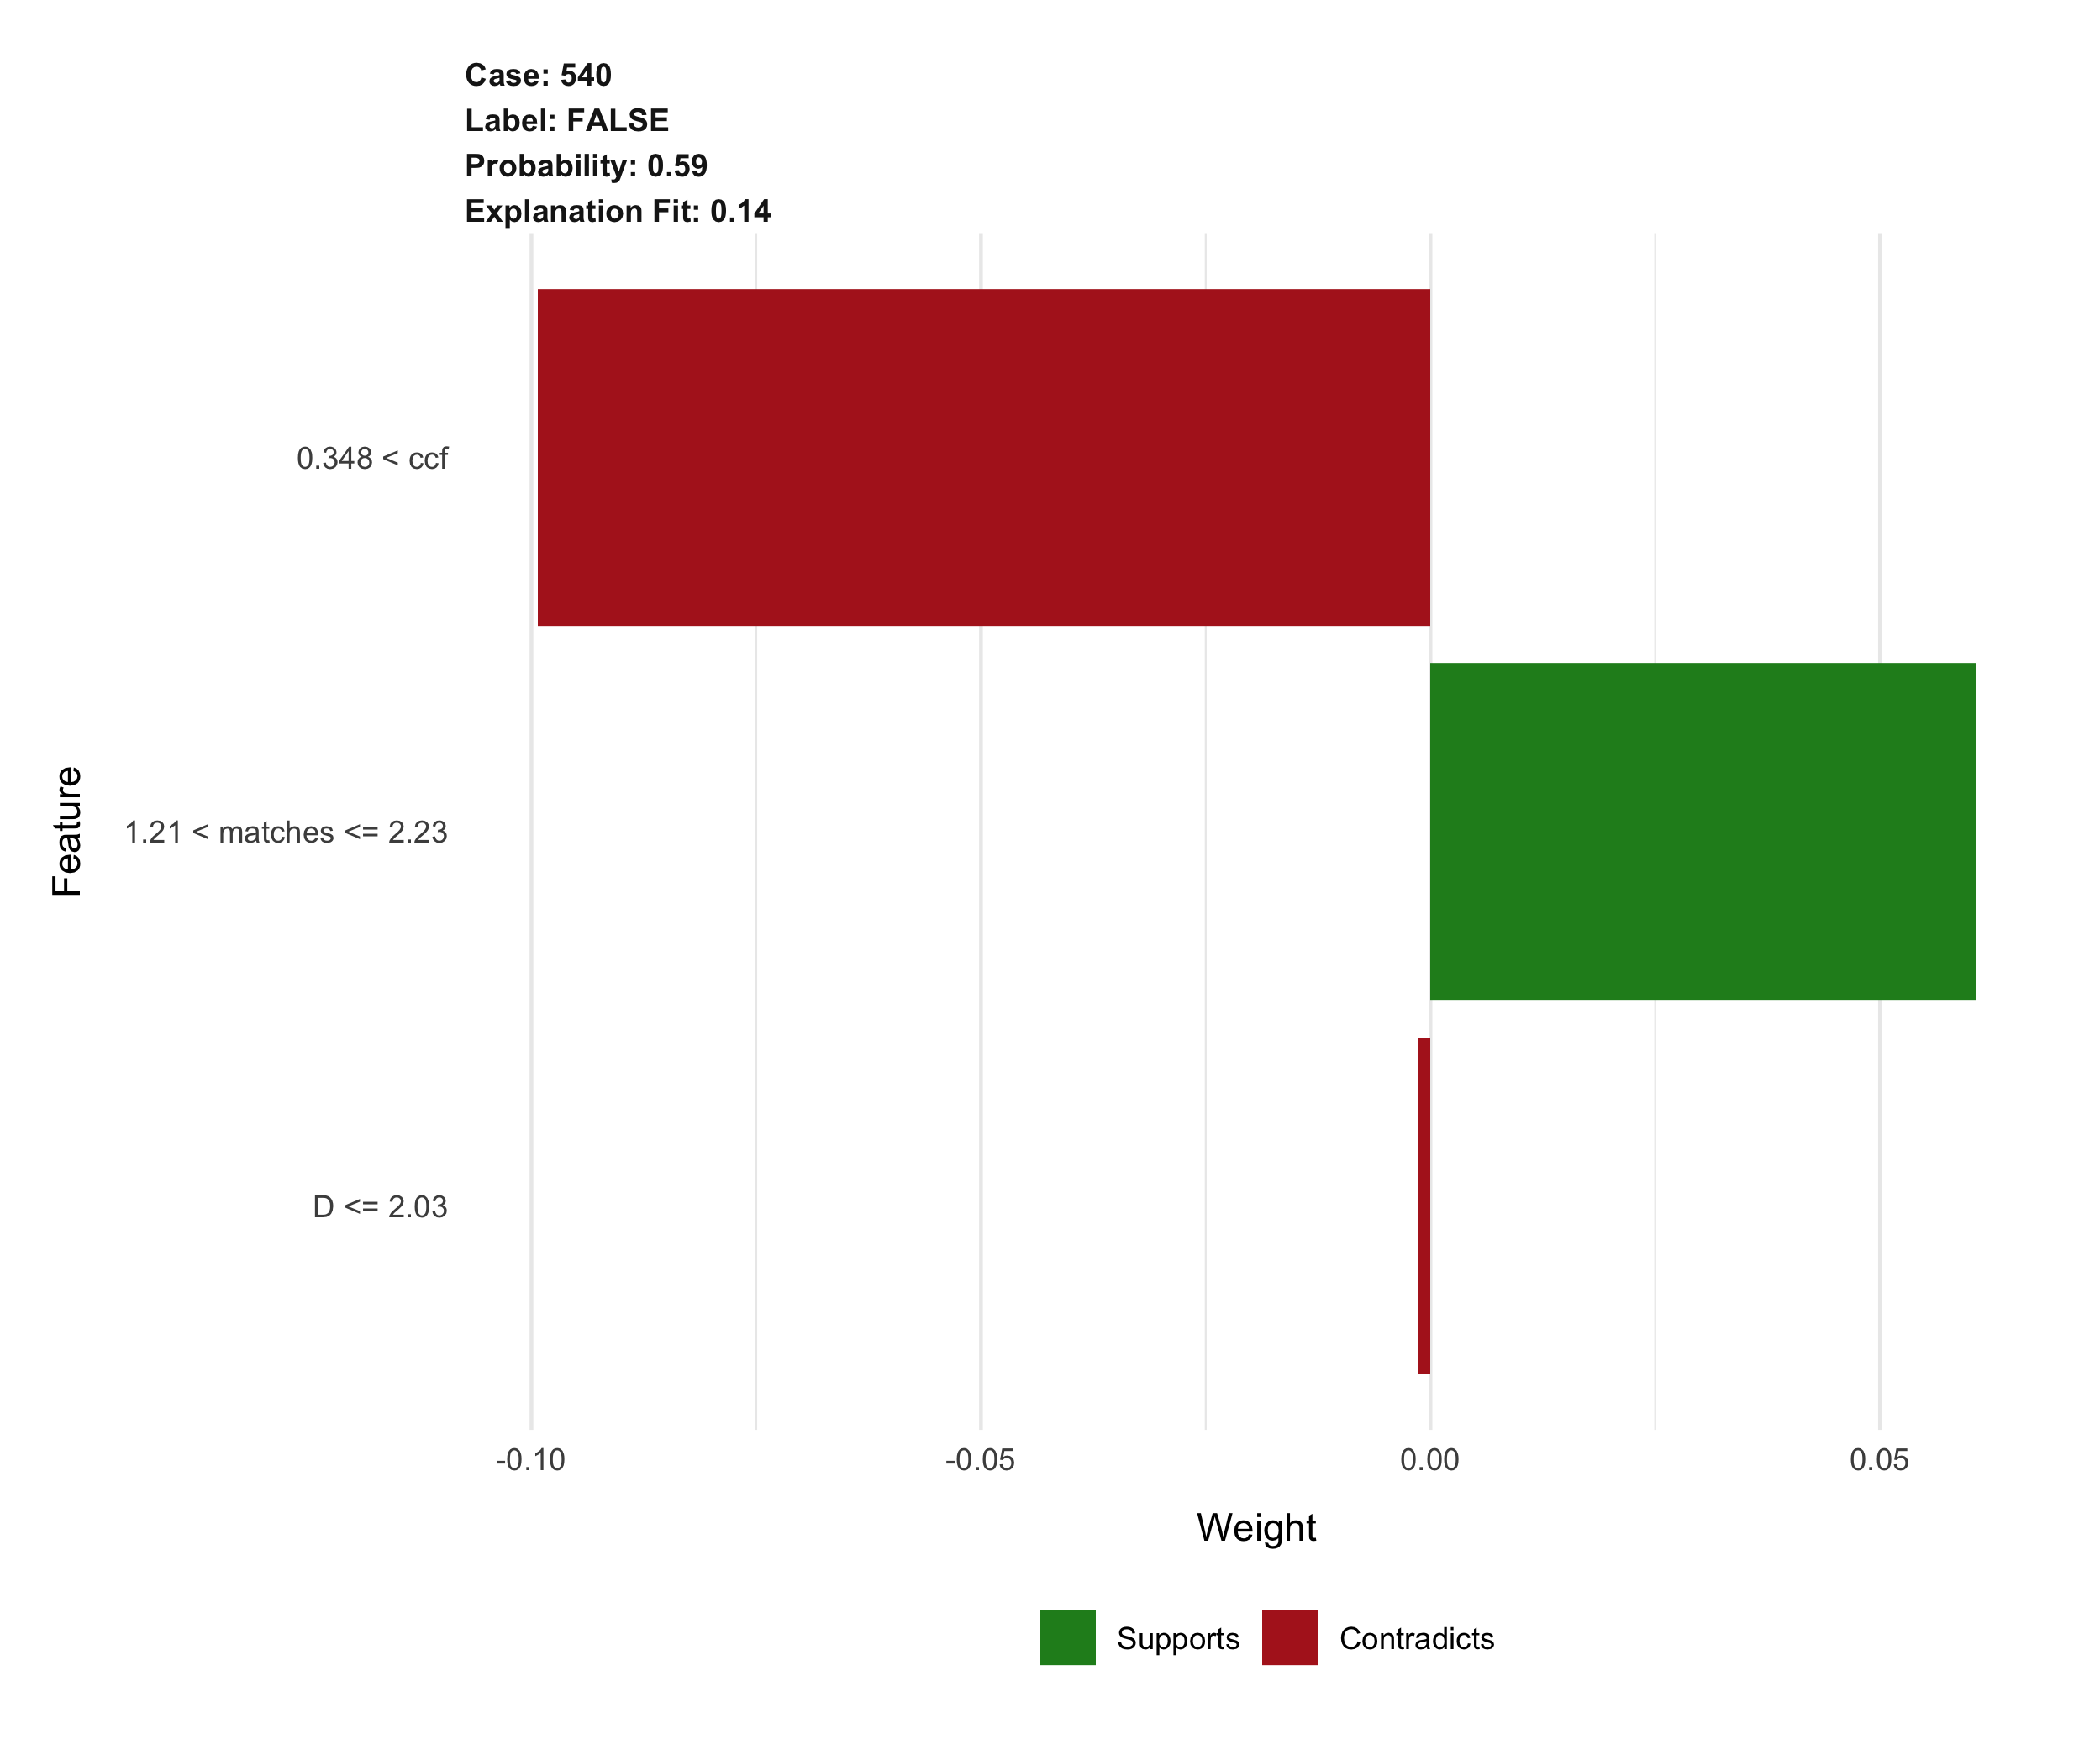 Case: 540
Label: FALSE
Probability: 0.59
Explanation Fit: 0.14
0.348 < ccf
1.21 < matches <= 2.23
D <= 2.03
Feature
-0.10
-0.05
0.00
0.05
Weight
Supports
Contradicts